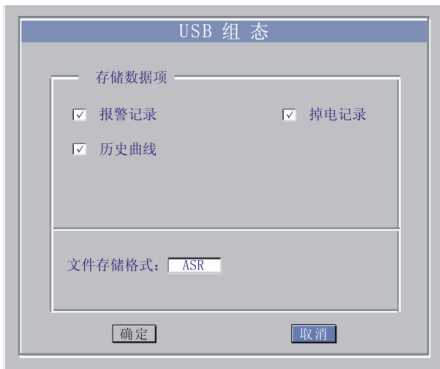 USB 组 态
存储数据项
报警记录 掉电记录
历史曲线
文件存储格式: ASR
确定 取消